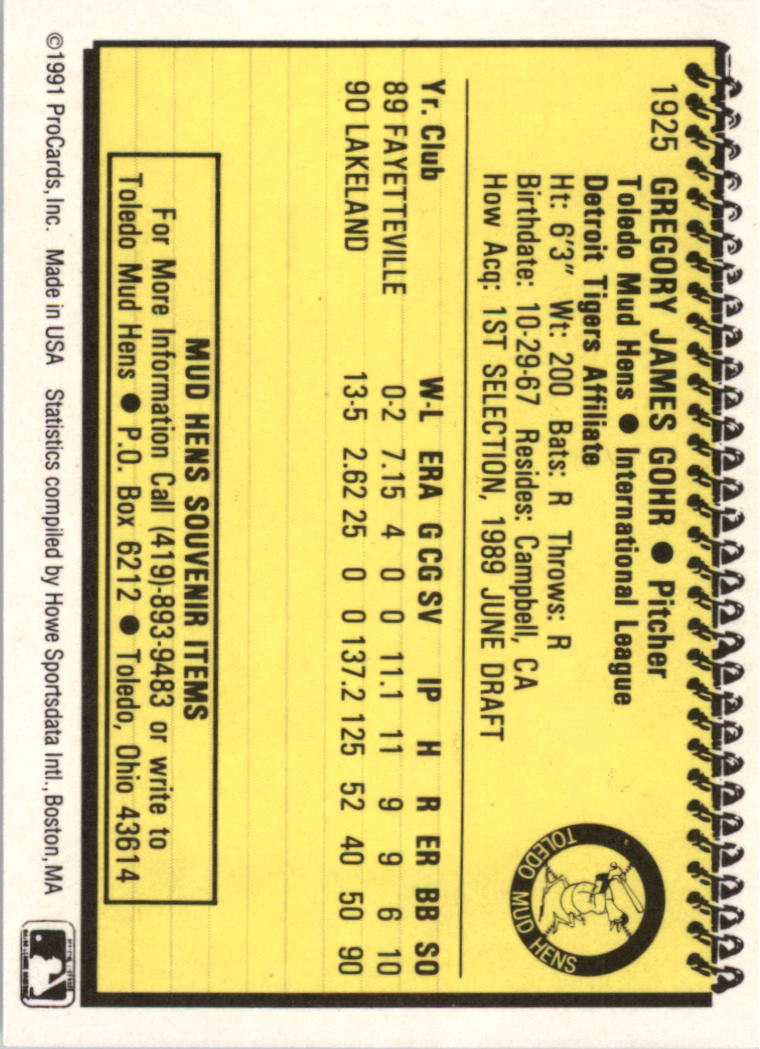 1925 GREGORY JAMES GOHR ● Pitcher
Toledo Mud Hens ● International League
Detroit Tigers Affiliate
Ht: 6'3" Wt: 200 Bats: R Throws: R
Birthdate: 10-29-67 Resides: Campbell, CA
How Acq: 1ST SELECTION, 1989 JUNE DRAFT
TOLEDO MUD HENS
Yr. Club W-L ERA G CG SV IP H R ER BB SO
89 FAYETTEVILLE 0-2 7.15 4 0 0 11.1 11 9 9 6 10
90 LAKELAND 13-5 2.62 25 0 0 137.2 125 52 40 50 90
MUD HENS SOUVENIR ITEMS
For More Information Call (419)-893-9483 or write to
Toledo Mud Hens ● P.O. Box 6212 ● Toledo, Ohio 43614
©1991 ProCards, Inc. Made in USA Statistics compiled by Howe Sportsdata Intl., Boston, MA